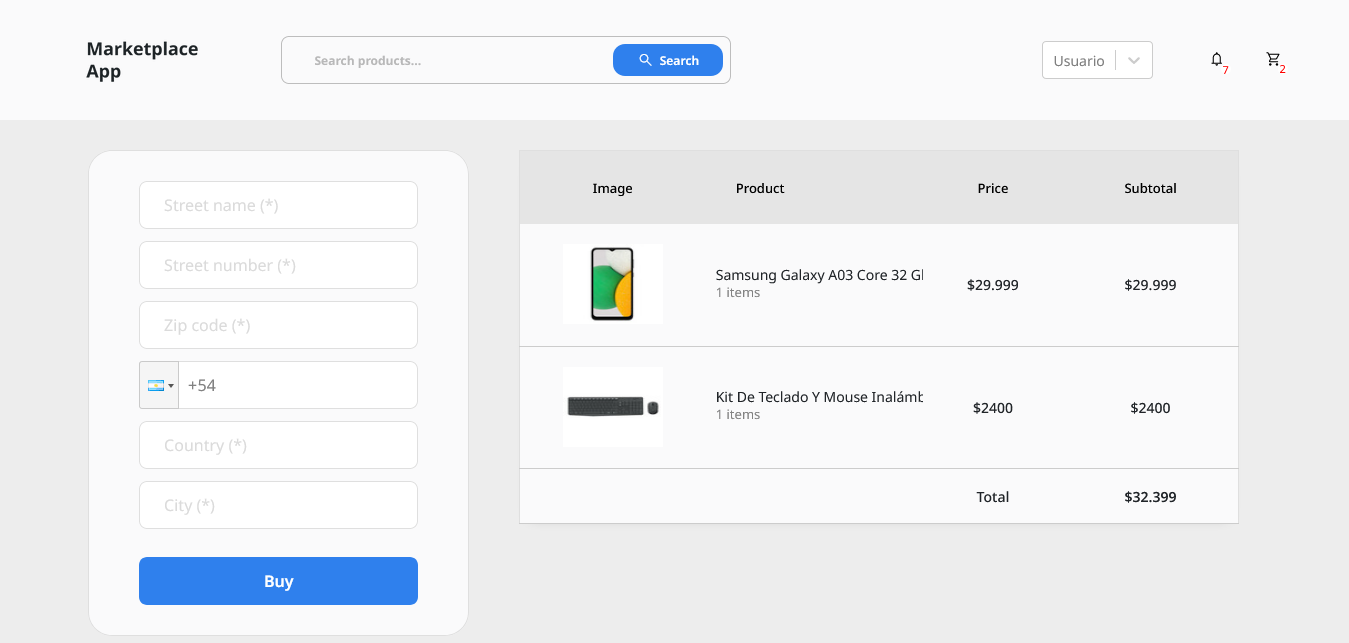 Marketplace
App
Search products...
Search
Usuario
7
2
Street name (*)
Street number (*)
Zip code (*)
+54
Country (*)
City (*)
Buy
Image Product Price Subtotal
Samsung Galaxy A03 Core 32 G
1 items
$29.999 $29.999
Kit De Teclado Y Mouse Inalámb
1 items
$2400 $2400
Total $32.399